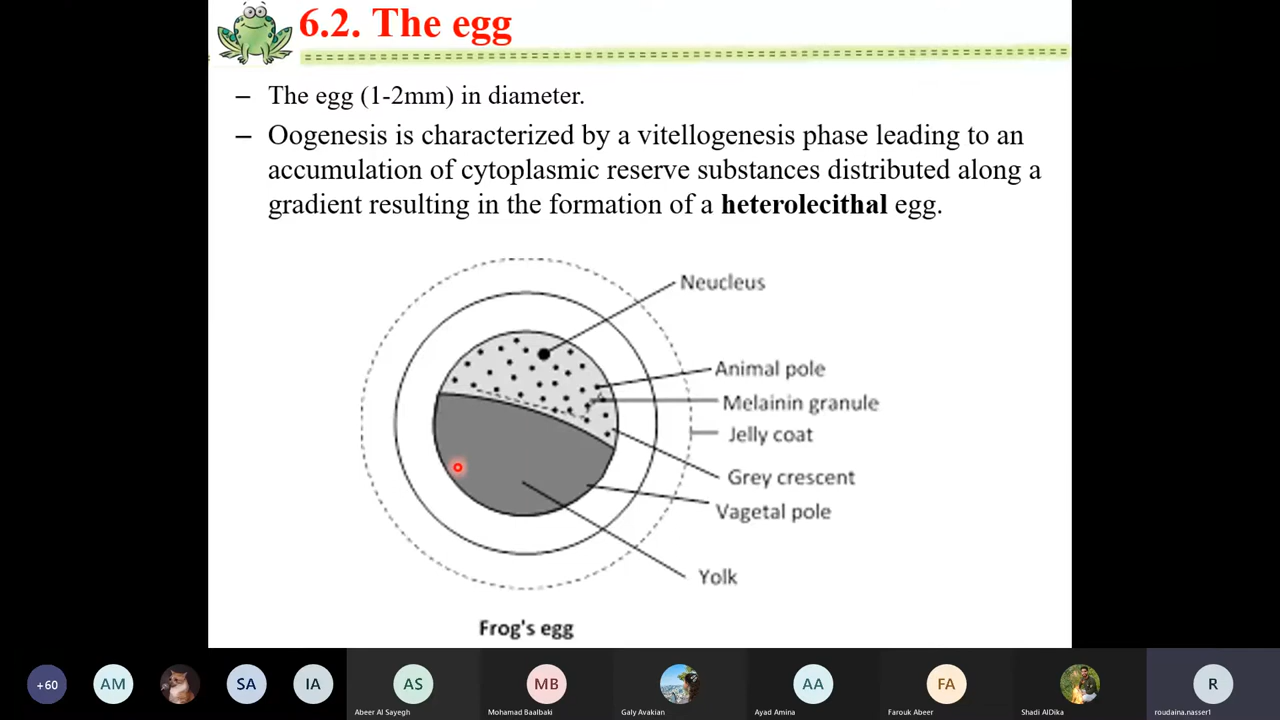 6.2. The egg
– The egg (1-2mm) in diameter.
– Oogenesis is characterized by a vitellogenesis phase leading to an
accumulation of cytoplasmic reserve substances distributed along a
gradient resulting in the formation of a heterolecithal egg.
Neucleus
Animal pole
Melainin granule
Jelly coat
Grey crescent
Vagetal pole
Yolk
Frog's egg
+60
AM
SA
IA
AS
Abeer Al Sayegh
MB
Mohamad Baalbaki
Galy Avakian
AA
Ayad Amina
FA
Farouk Abeer
Shadi AlDika
R
roudaina.nasser1